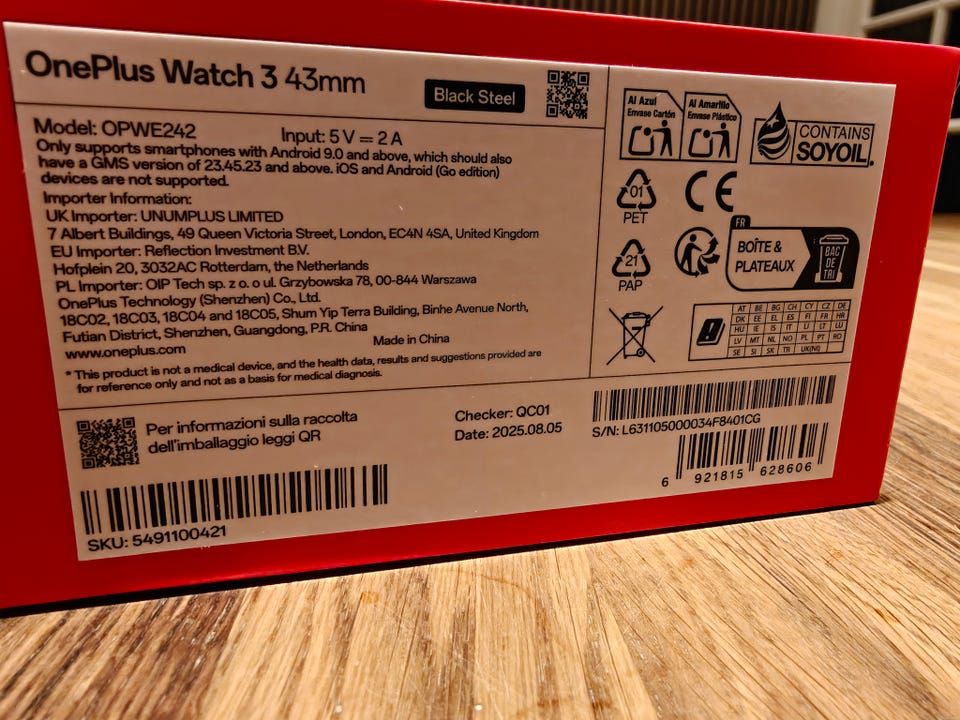 OnePlus Watch 3 43mm
Black Steel
Model: OPWE242 Input: 5 V = 2 A
Only supports smartphones with Android 9.0 and above, which should also
have a GMS version of 23.45.23 and above. iOS and Android (Go edition)
devices are not supported.
Importer Information:
UK Importer: UNUMPLUS LIMITED
7 Albert Buildings, 49 Queen Victoria Street, London, EC4N 4SA, United Kingdom
EU Importer: Reflection Investment B.V.
Hofplein 20, 3032AC Rotterdam, the Netherlands
PL Importer: OIP Tech sp. z o. o ul. Grzybowska 78, 00-844 Warszawa
OnePlus Technology (Shenzhen) Co., Ltd.
18C02, 18C03, 18C04 and 18C05, Shum Yip Terra Building, Binhe Avenue North,
Futian District, Shenzhen, Guangdong, P.R. China
www.oneplus.com Made in China
* This product is not a medical device, and the health data, results and suggestions provided are
for reference only and not as a basis for medical diagnosis.
Al Azul
Envase Cartón
Al Amarillo
Envase Plástico
CONTAINS
SOYOIL.
01
PET
CE
21
PAP
FR
BOÎTE &
PLATEAUX
BAC
DE
TRI
AT BE BG CH CY CZ DE
DK EE EL ES FI FR HR
HU IE IS IT LI LT LU
LV MT NL NO PL PT RO
SE SI SK TR UK(NI)
Per informazioni sulla raccolta
dell'imballaggio leggi QR
Checker: QC01
Date: 2025.08.05
S/N: L631105000034F8401CG
6 921815 628606
SKU: 5491100421